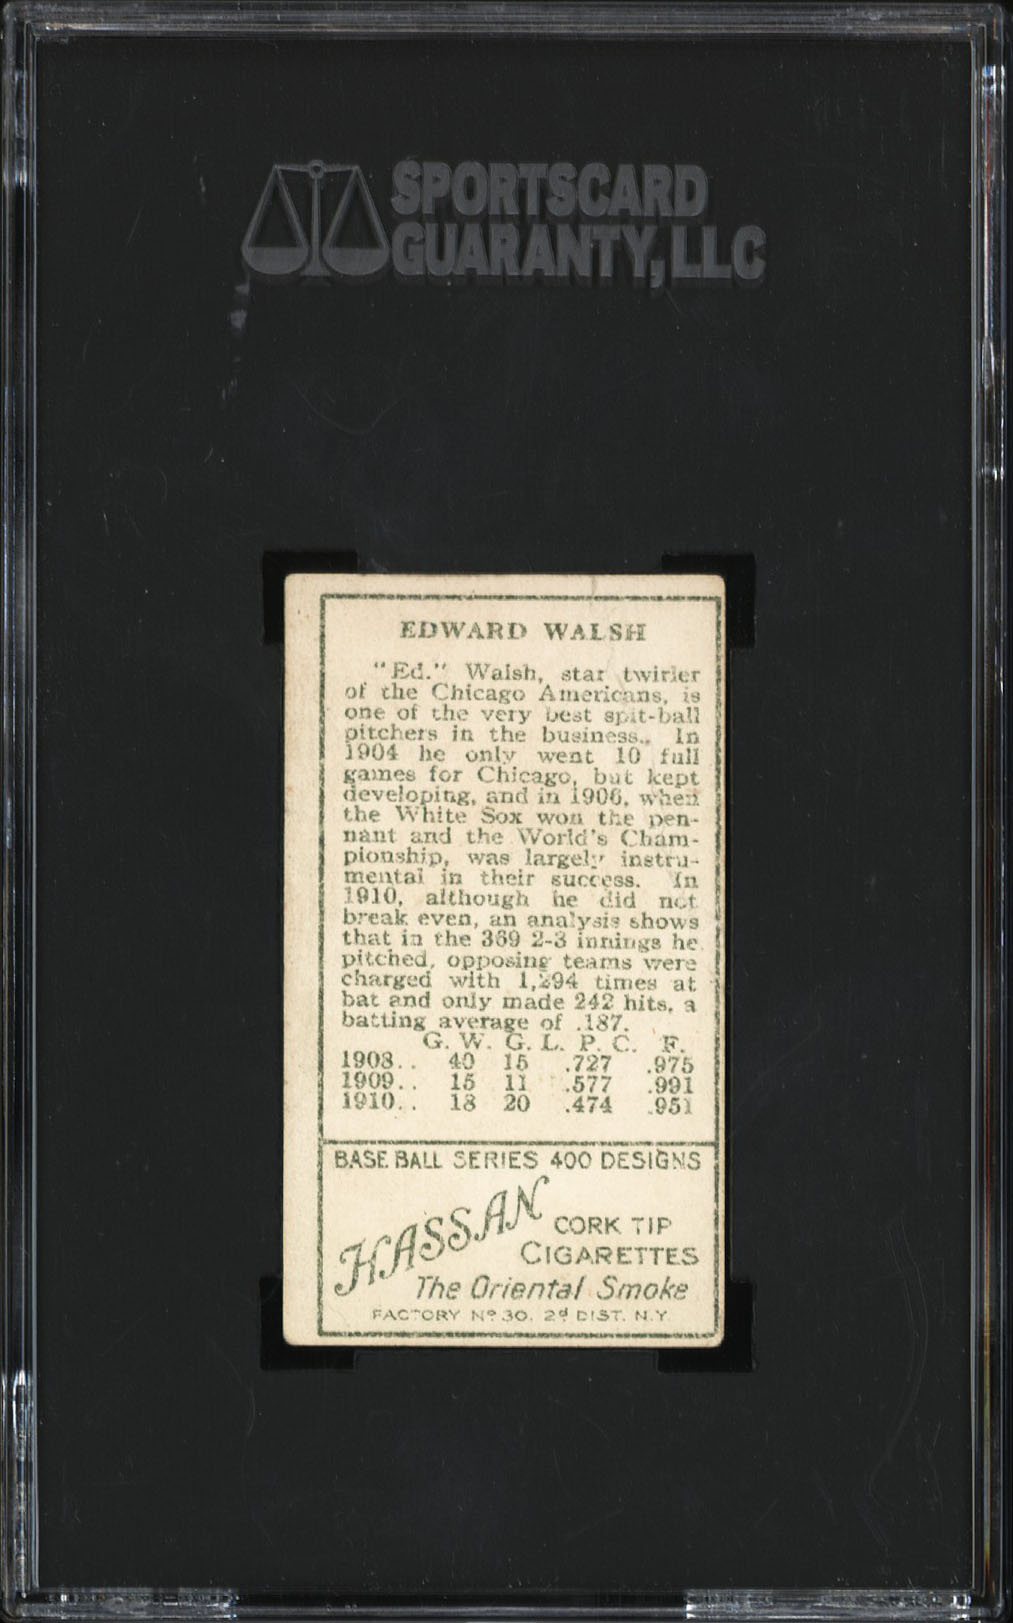 SPORTSCARD
GUARANTY, LLC
EDWARD WALSH
"Ed." Walsh, star twirler
of the Chicago Americans, is
one of the very best spit-ball
pitchers in the business. In
1904 he only went 10 full
games for Chicago, but kept
developing, and in 1906, when
the White Sox won the pen-
nant and the World's Cham-
pionship, was largely instru-
mental in their success. In
1910, although he did not
break even, an analysis shows
that in the 369 2-3 innings he
pitched, opposing teams were
charged with 1,294 times at
bat and only made 242 hits, a
batting average of .187.
G. W. G. L. P. C. F.
1908.. 40 15 .727 .975
1909.. 15 11 .577 .991
1910.. 18 20 .474 .951
BASE BALL SERIES 400 DESIGNS
HASSAN
CORK TIP
CIGARETTES
The Oriental Smoke
FACTORY Nº 30, 2d DIST. N.Y.